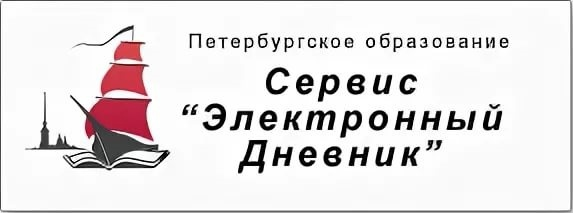 Петербургское образование
Сервис
“Электронный
Дневник”